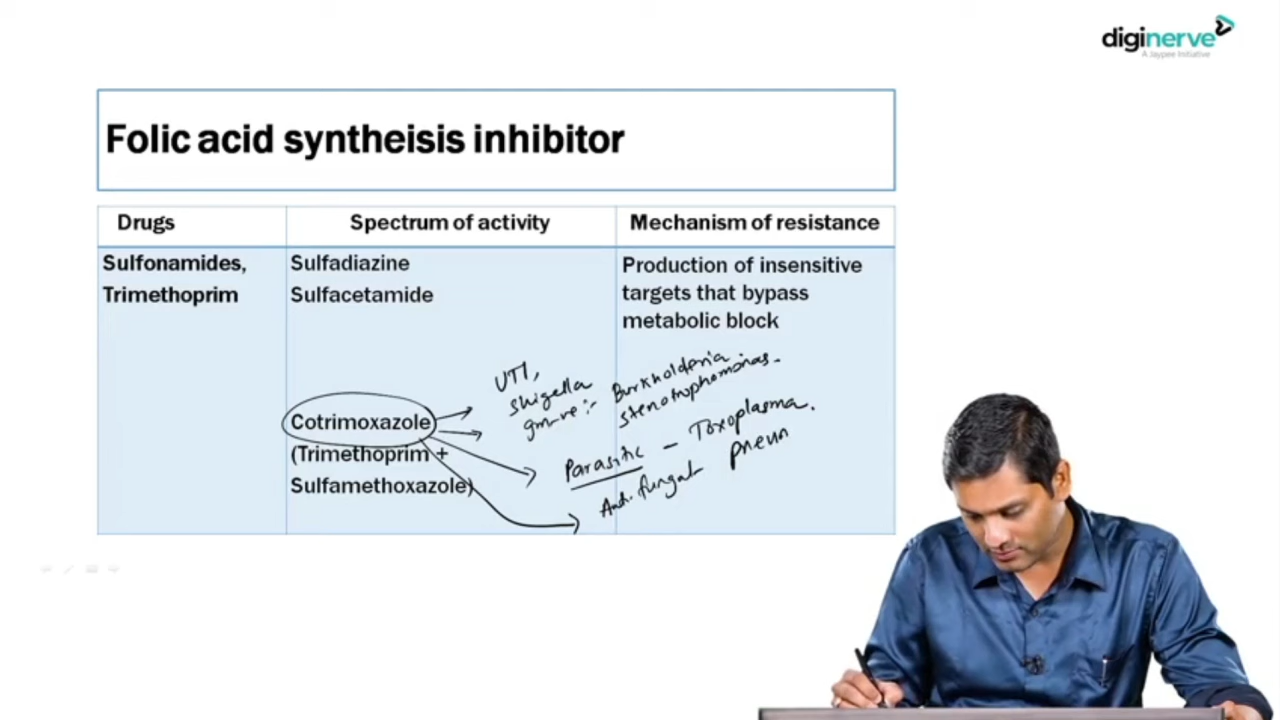 diginerve
A Jaypee Initiative
Folic acid syntheisis inhibitor
Drugs
Spectrum of activity
Mechanism of resistance
Sulfonamides,
Trimethoprim
Sulfadiazine
Sulfacetamide
Production of insensitive
targets that bypass
metabolic block
Cotrimoxazole
(Trimethoprim +
Sulfamethoxazole)
UTI,
Shigella
gm-ve :- Burkholderia
stenotrophomonas.
Parasitic - Toxoplasma.
Anti-fungal pneum